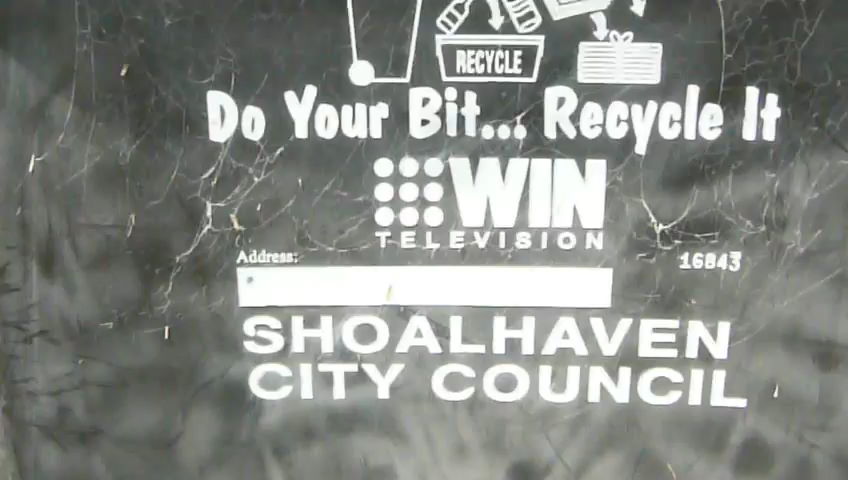 RECYCLE
Do Your Bit... Recycle It
WIN
TELEVISION
Address:
16843
SHOALHAVEN
CITY COUNCIL